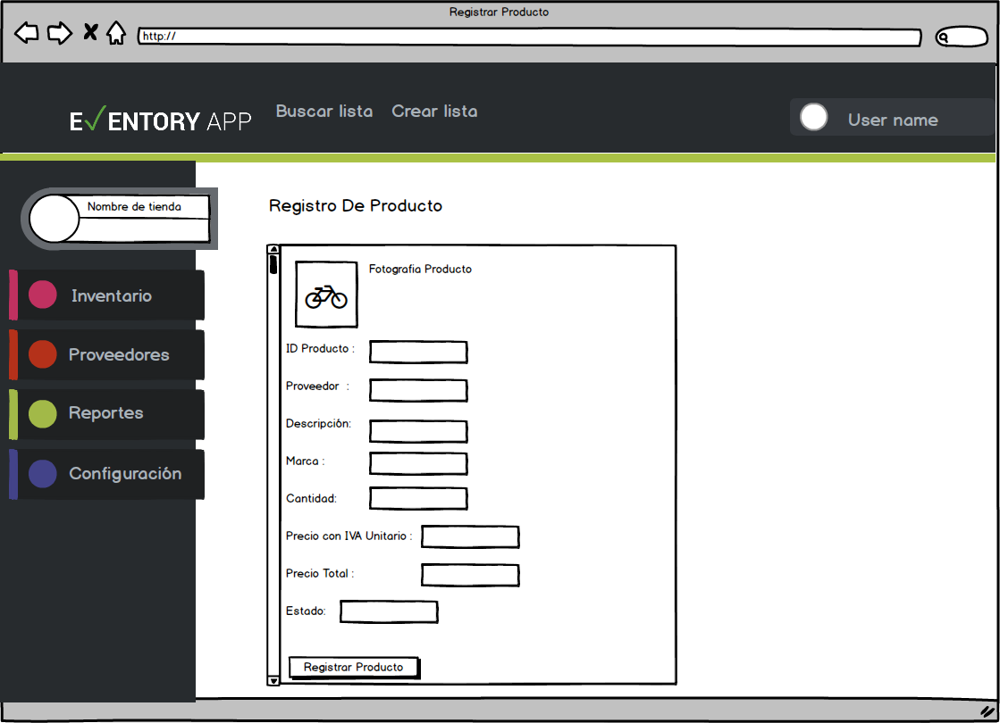 Registrar Producto
http://
E✓ENTORY APP
Buscar lista
Crear lista
User name
Nombre de tienda
Inventario
Proveedores
Reportes
Configuración
Registro De Producto
Fotografia Producto
ID Producto :
Proveedor :
Descripción:
Marca :
Cantidad:
Precio con IVA Unitario :
Precio Total :
Estado:
Registrar Producto